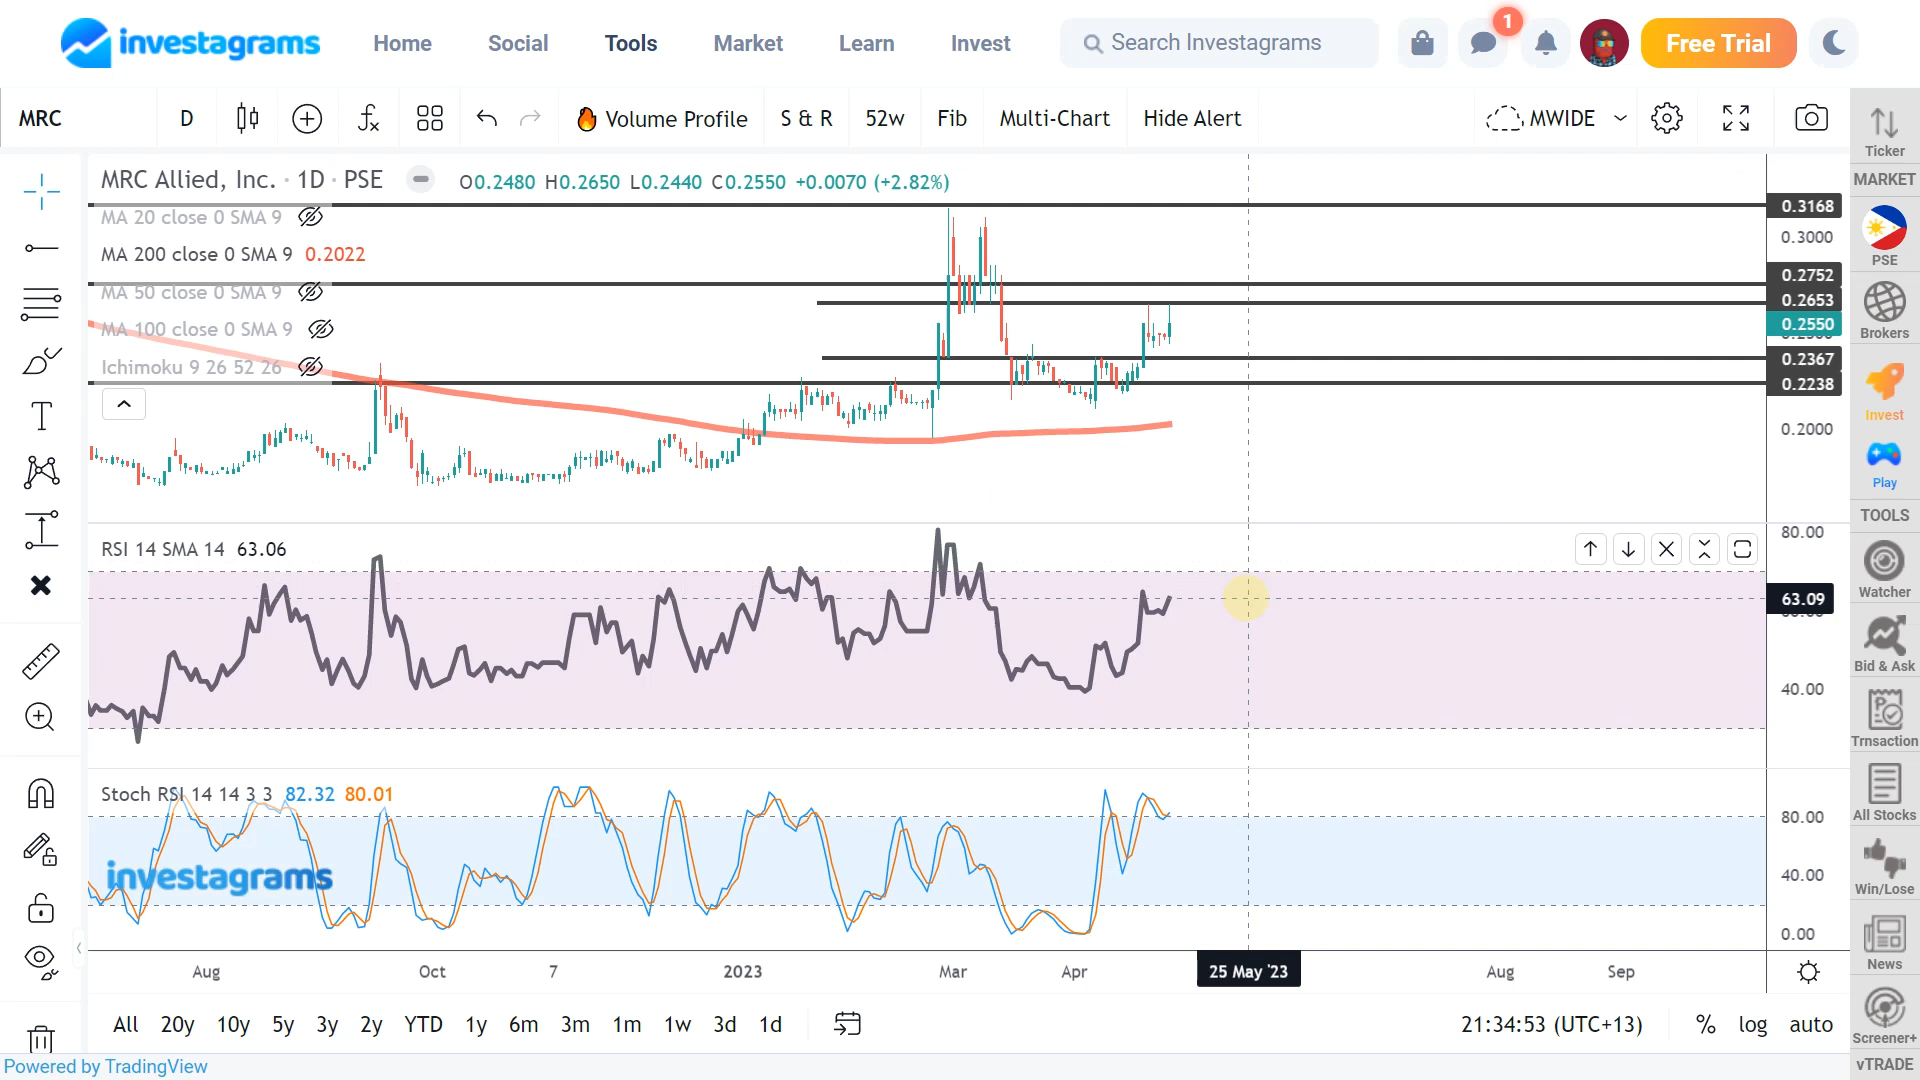 investagrams
Home Social Tools Market Learn Invest
Search Investagrams
1
Free Trial
MRC D Volume Profile S & R 52w Fib Multi-Chart Hide Alert MWIDE
MRC Allied, Inc. · 1D · PSE O0.2480 H0.2650 L0.2440 C0.2550 +0.0070 (+2.82%)
MA 20 close 0 SMA 9
MA 200 close 0 SMA 9 0.2022
MA 50 close 0 SMA 9
MA 100 close 0 SMA 9
Ichimoku 9 26 52 26
0.3168
0.3000
0.2752
0.2653
0.2550
0.2367
0.2238
0.2000
RSI 14 SMA 14 63.06
80.00
63.09
40.00
Stoch RSI 14 14 3 3 82.32 80.01
investagrams
80.00
40.00
0.00
Aug Oct 7 2023 Mar Apr 25 May '23 Aug Sep
All 20y 10y 5y 3y 2y YTD 1y 6m 3m 1m 1w 3d 1d 21:34:53 (UTC+13) % log auto
Powered by TradingView
Ticker
MARKET
PSE
Brokers
Invest
Play
TOOLS
Watcher
Bid & Ask
Trnsaction
All Stocks
Win/Lose
News
Screener+
vTRADE